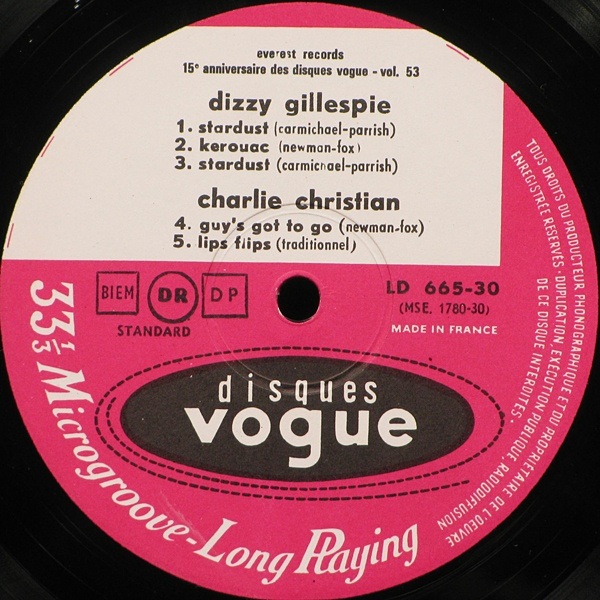 everest records
15e anniversaire des disques vogue - vol. 53
dizzy gillespie
1. stardust (carmichael-parrish)
2. kerouac (newman-fox)
3. stardust (carmichael-parrish)
charlie christian
4. guy's got to go (newman-fox)
5. lips flips (traditionnel)
BIEM DR DP
STANDARD
LD 665-30
(MSE. 1780-30)
MADE IN FRANCE
disques
vogue
33 1/3 Microgroove-Long Playing
TOUS DROITS DU PRODUCTEUR PHONOGRAPHIQUE ET DU PROPRIETAIRE DE L'OEUVRE
ENREGISTREE RESERVES · DUPLICATION, EXECUTION PUBLIQUE, RADIODIFFUSION
DE CE DISQUE INTERDITES·